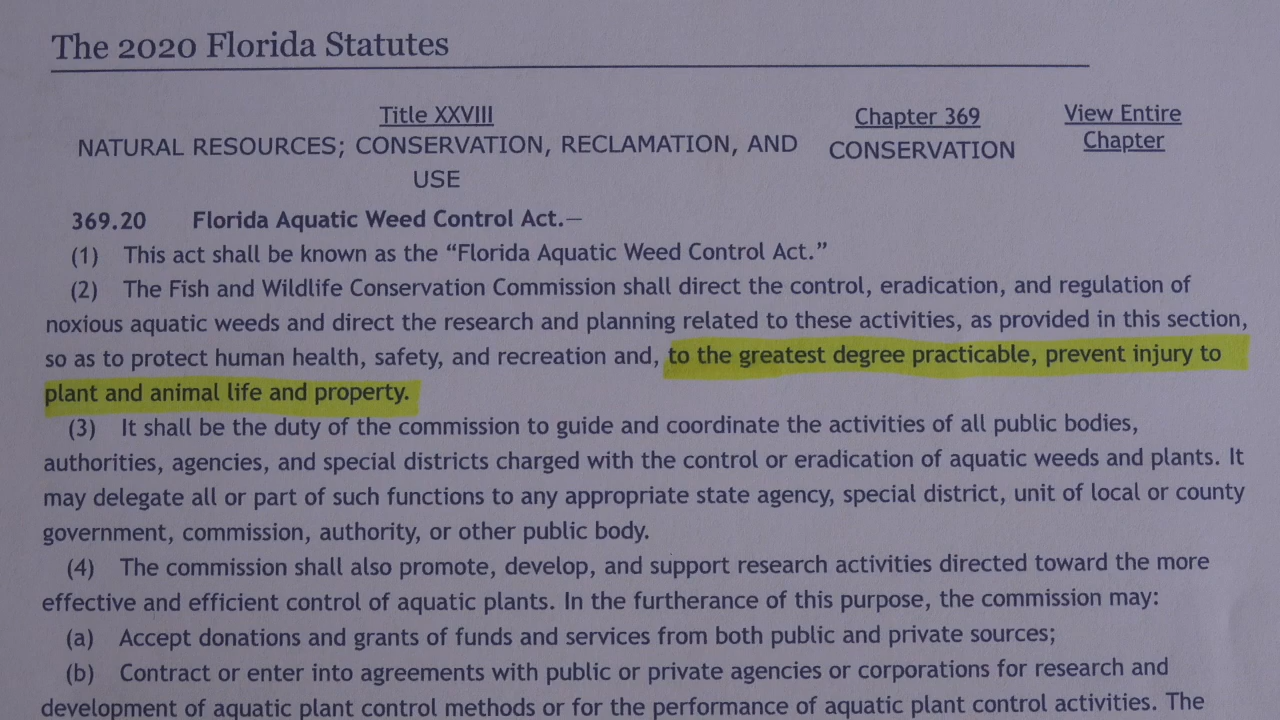 The 2020 Florida Statutes
Title XXVIII
NATURAL RESOURCES; CONSERVATION, RECLAMATION, AND
USE
Chapter 369
CONSERVATION
View Entire
Chapter
369.20 Florida Aquatic Weed Control Act.—
(1) This act shall be known as the “Florida Aquatic Weed Control Act.”
(2) The Fish and Wildlife Conservation Commission shall direct the control, eradication, and regulation of
noxious aquatic weeds and direct the research and planning related to these activities, as provided in this section,
so as to protect human health, safety, and recreation and, to the greatest degree practicable, prevent injury to
plant and animal life and property.
(3) It shall be the duty of the commission to guide and coordinate the activities of all public bodies,
authorities, agencies, and special districts charged with the control or eradication of aquatic weeds and plants. It
may delegate all or part of such functions to any appropriate state agency, special district, unit of local or county
government, commission, authority, or other public body.
(4) The commission shall also promote, develop, and support research activities directed toward the more
effective and efficient control of aquatic plants. In the furtherance of this purpose, the commission may:
(a) Accept donations and grants of funds and services from both public and private sources;
(b) Contract or enter into agreements with public or private agencies or corporations for research and
development of aquatic plant control methods or for the performance of aquatic plant control activities. The